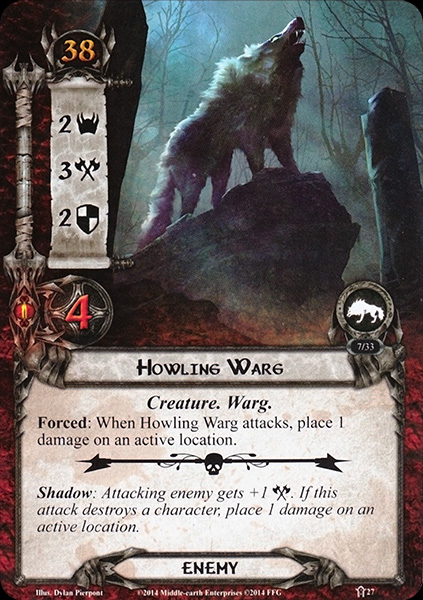 38
2
3
2
4
7/33
Howling Warg
Creature. Warg.
Forced: When Howling Warg attacks, place 1
damage on an active location.
Shadow: Attacking enemy gets +1 . If this
attack destroys a character, place 1 damage on an
active location.
ENEMY
Illus. Dylan Pierpont ©2014 Middle-earth Enterprises ©2014 FFG 27